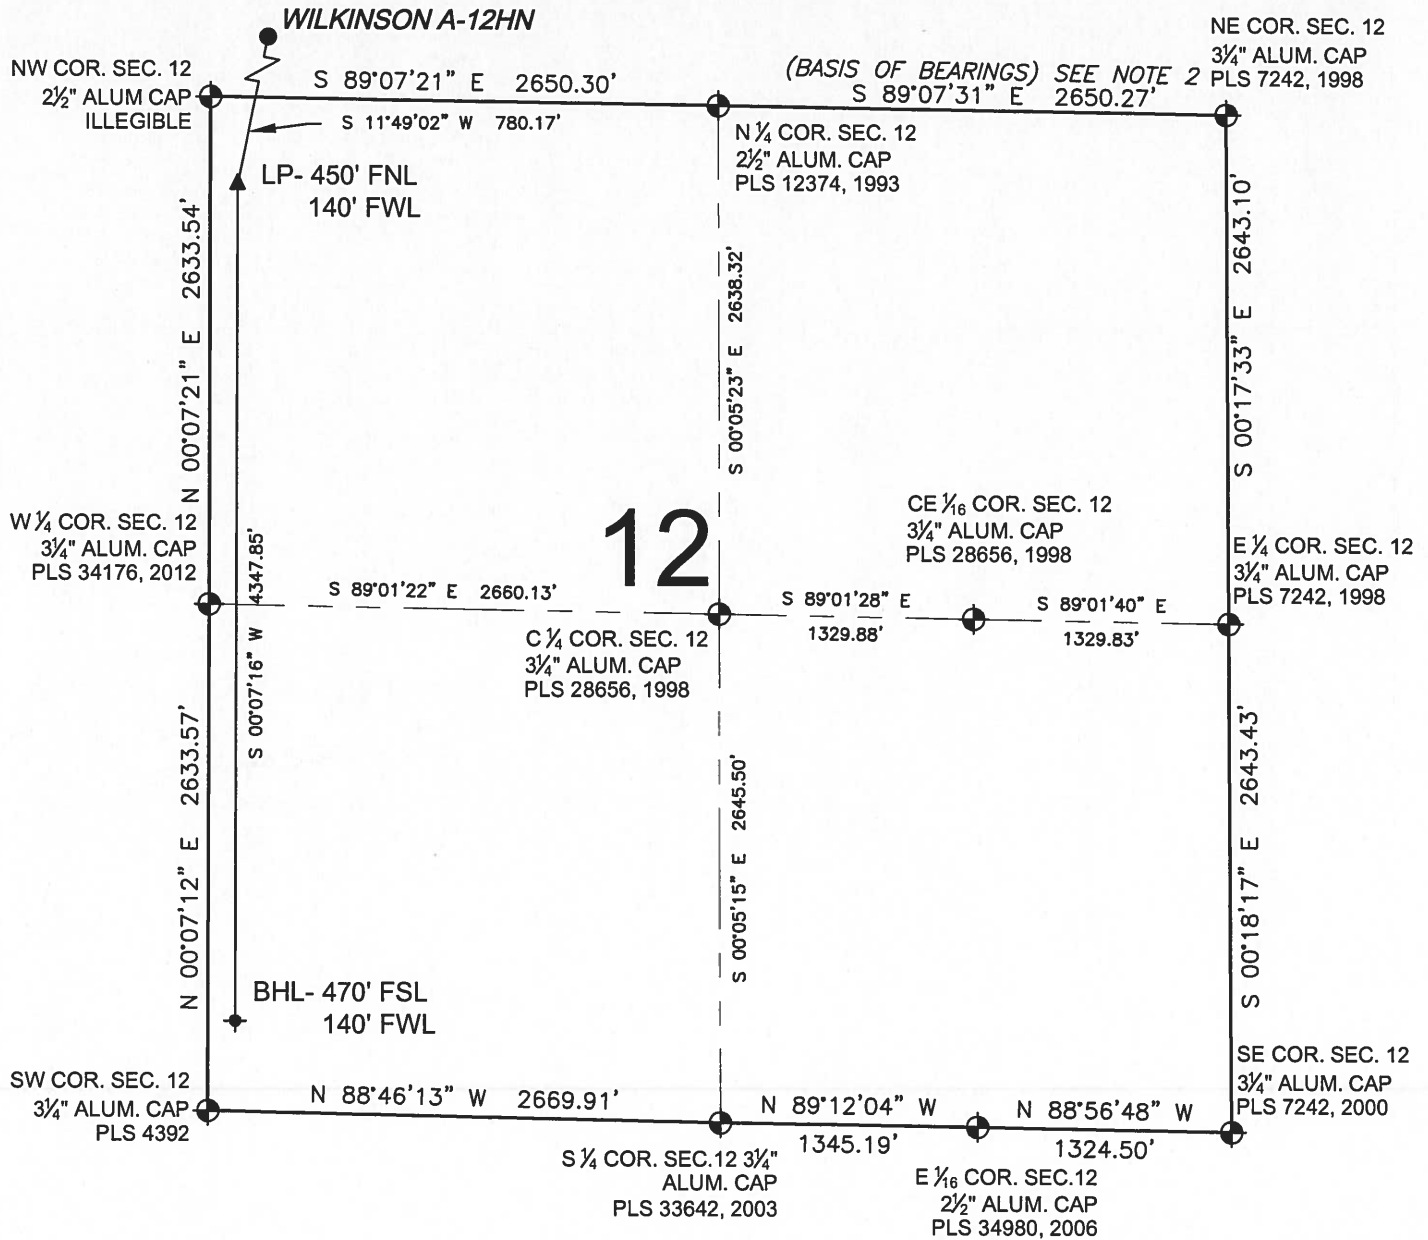 WILKINSON A-12HN
NW COR. SEC. 12
2½" ALUM CAP
ILLEGIBLE
S 89°07'21" E 2650.30'
(BASIS OF BEARINGS) SEE NOTE 2
S 89°07'31" E 2650.27'
NE COR. SEC. 12
3¼" ALUM. CAP
PLS 7242, 1998
S 11°49'02" W 780.17'
N ¼ COR. SEC. 12
2½" ALUM. CAP
PLS 12374, 1993
LP- 450' FNL
140' FWL
N 00°07'21" E 2633.54'
S 00°05'23" E 2638.32'
S 00°17'33" E 2643.10'
W ¼ COR. SEC. 12
3¼" ALUM. CAP
PLS 34176, 2012
S 00°07'16" W 4347.85'
12
CE 1/16 COR. SEC. 12
3¼" ALUM. CAP
PLS 28656, 1998
E ¼ COR. SEC. 12
3¼" ALUM. CAP
PLS 7242, 1998
S 89°01'22" E 2660.13'
S 89°01'28" E
1329.88'
S 89°01'40" E
1329.83'
C ¼ COR. SEC. 12
3¼" ALUM. CAP
PLS 28656, 1998
N 00°07'12" E 2633.57'
S 00°05'15" E 2645.50'
S 00°18'17" E 2643.43'
BHL- 470' FSL
140' FWL
SW COR. SEC. 12
3¼" ALUM. CAP
PLS 4392
N 88°46'13" W 2669.91'
N 89°12'04" W
1345.19'
N 88°56'48" W
1324.50'
SE COR. SEC. 12
3¼" ALUM. CAP
PLS 7242, 2000
S ¼ COR. SEC.12 3¼"
ALUM. CAP
PLS 33642, 2003
E 1/16 COR. SEC.12
2½" ALUM. CAP
PLS 34980, 2006